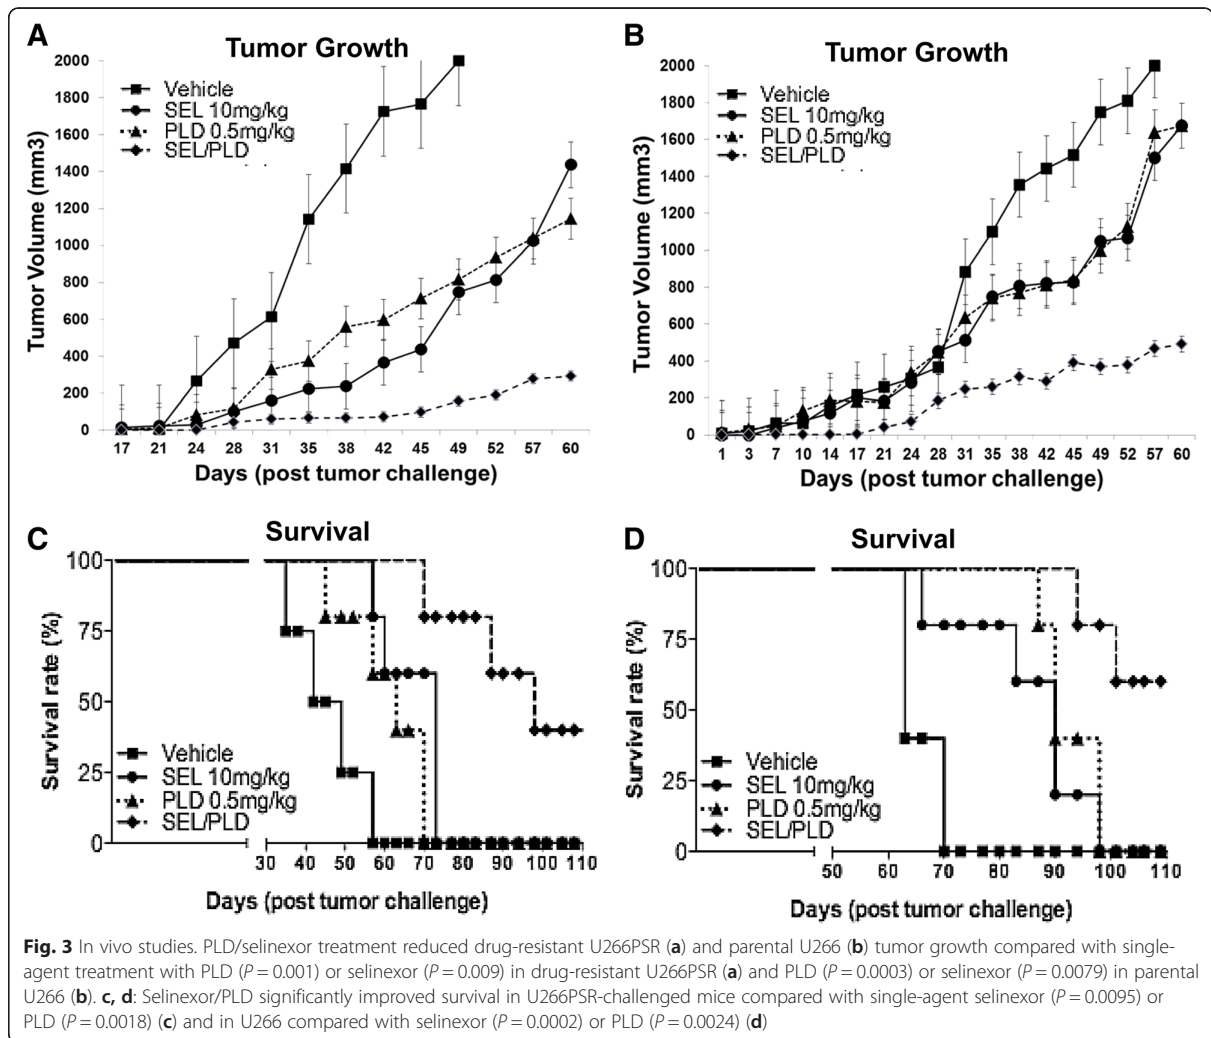 A
Tumor Growth
2000
1800
1600
1400
1200
1000
800
600
400
200
0
Vehicle
SEL 10mg/kg
PLD 0.5mg/kg
SEL/PLD
Tumor Volume (mm3)
17 21 24 28 31 35 38 42 45 49 52 57 60
Days (post tumor challenge)
B
Tumor Growth
2000
1800
1600
1400
1200
1000
800
600
400
200
0
Vehicle
SEL 10mg/kg
PLD 0.5mg/kg
SEL/PLD
Tumor Volume (mm3)
1 3 7 10 14 17 21 24 28 31 35 38 42 45 49 52 57 60
Days (post tumor challenge)
C
Survival
100
75
50
25
0
Survival rate (%)
Vehicle
SEL 10mg/kg
PLD 0.5mg/kg
SEL/PLD
30 40 50 60 70 80 90 100 110
Days (post tumor challenge)
D
Survival
100
75
50
25
0
Survival rate (%)
Vehicle
SEL 10mg/kg
PLD 0.5mg/kg
SEL/PLD
50 60 70 80 90 100 110
Days (post tumor challenge)
Fig. 3 In vivo studies. PLD/selinexor treatment reduced drug-resistant U266PSR (a) and parental U266 (b) tumor growth compared with single-
agent treatment with PLD (P = 0.001) or selinexor (P = 0.009) in drug-resistant U266PSR (a) and PLD (P = 0.0003) or selinexor (P = 0.0079) in parental
U266 (b). c, d: Selinexor/PLD significantly improved survival in U266PSR-challenged mice compared with single-agent selinexor (P = 0.0095) or
PLD (P = 0.0018) (c) and in U266 compared with selinexor (P = 0.0002) or PLD (P = 0.0024) (d)